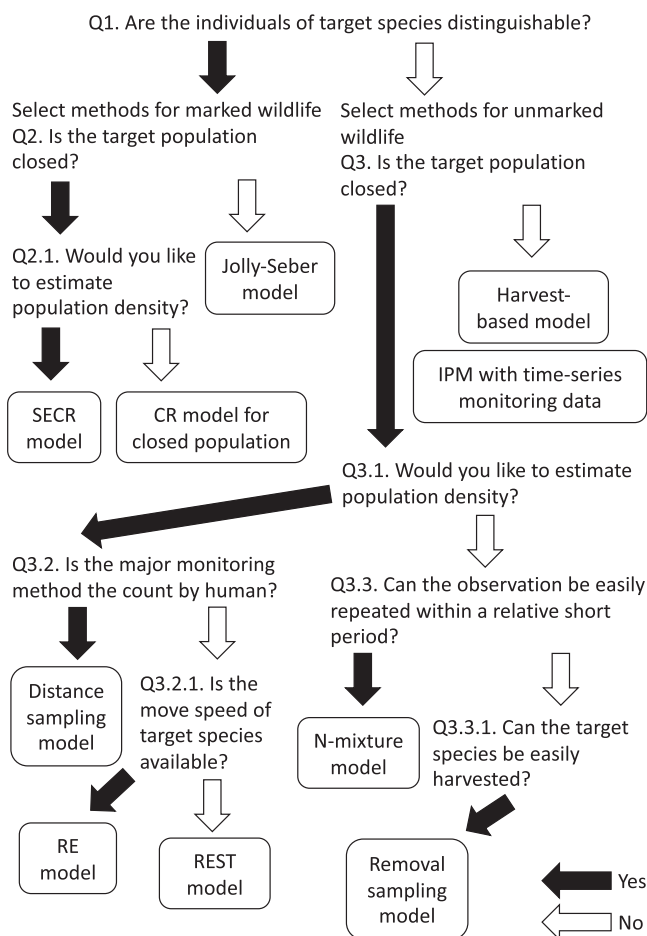 Q1. Are the individuals of target species distinguishable?
Select methods for marked wildlife
Q2. Is the target population
closed?
Select methods for unmarked
wildlife
Q3. Is the target population
closed?
Q2.1. Would you like
to estimate
population density?
Jolly-Seber
model
Harvest-
based model
IPM with time-series
monitoring data
SECR
model
CR model for
closed population
Q3.1. Would you like to estimate
population density?
Q3.2. Is the major monitoring
method the count by human?
Q3.3. Can the observation be easily
repeated within a relative short
period?
Distance
sampling
model
Q3.2.1. Is the
move speed of
target species
available?
N-mixture
model
Q3.3.1. Can the target
species be easily
harvested?
RE
model
REST
model
Removal
sampling
model
Yes
No